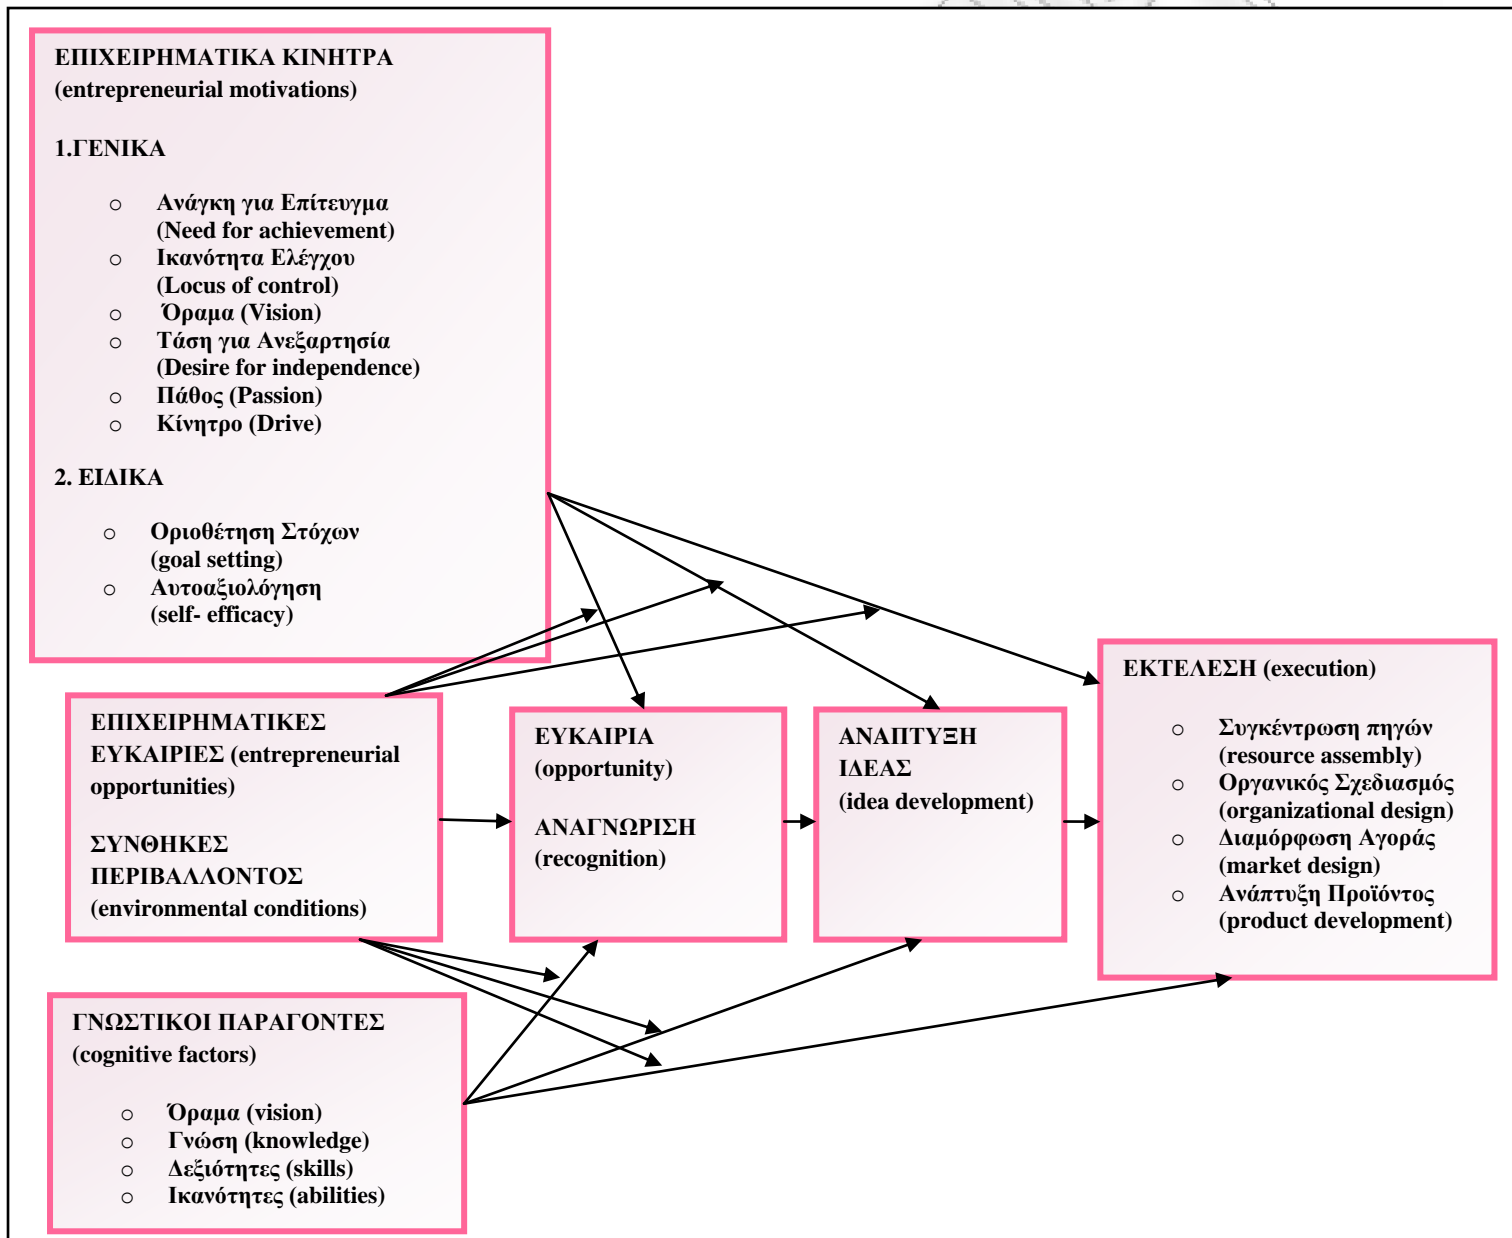 ΕΠΙΧΕΙΡΗΜΑΤΙΚΑ ΚΙΝΗΤΡΑ
(entrepreneurial motivations)
1.ΓΕΝΙΚΑ
o Ανάγκη για Επίτευγμα
(Need for achievement)
o Ικανότητα Ελέγχου
(Locus of control)
o Όραμα (Vision)
o Τάση για Ανεξαρτησία
(Desire for independence)
o Πάθος (Passion)
o Κίνητρο (Drive)
2. ΕΙΔΙΚΑ
o Οριοθέτηση Στόχων
(goal setting)
o Αυτοαξιολόγηση
(self- efficacy)
ΕΠΙΧΕΙΡΗΜΑΤΙΚΕΣ
ΕΥΚΑΙΡΙΕΣ (entrepreneurial
opportunities)
ΣΥΝΘΗΚΕΣ
ΠΕΡΙΒΑΛΛΟΝΤΟΣ
(environmental conditions)
ΕΥΚΑΙΡΙΑ
(opportunity)
ΑΝΑΓΝΩΡΙΣΗ
(recognition)
ΑΝΑΠΤΥΞΗ
ΙΔΕΑΣ
(idea development)
ΕΚΤΕΛΕΣΗ (execution)
o Συγκέντρωση πηγών
(resource assembly)
o Οργανικός Σχεδιασμός
(organizational design)
o Διαμόρφωση Αγοράς
(market design)
o Ανάπτυξη Προϊόντος
(product development)
ΓΝΩΣΤΙΚΟΙ ΠΑΡΑΓΟΝΤΕΣ
(cognitive factors)
o Όραμα (vision)
o Γνώση (knowledge)
o Δεξιότητες (skills)
o Ικανότητες (abilities)